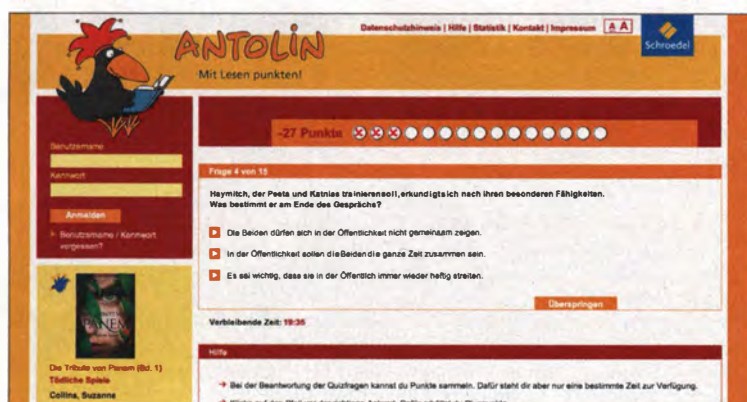 Datenschutzhinweis | Hilfe | Statistik | Kontakt | Impressum A A
Schroedel
ANTOLIN
Mit Lesen punkten!
-27 Punkte
Benutzername
Kennwort
Anmelden
Benutzername / Kennwort
vergessen?
Frage 4 von 15
Haymitch, der Peeta und Katniss trainieren soll, erkundigt sich nach ihren besonderen Fähigkeiten.
Was bestimmt er am Ende des Gesprächs?
Die Beiden dürfen sich in der Öffentlichkeit nicht gemeinsam zeigen.
In der Öffentlichkeit sollen die Beiden die ganze Zeit zusammen sein.
Es sei wichtig, dass sie in der Öffentlich immer wieder heftig streiten.
Überspringen
Verbleibende Zeit: 19:35
PANEM
Die Tribute von Panem (Bd. 1)
Tödliche Spiele
Collins, Suzanne
Hilfe
Bei der Beantwortung der Quizfragen kannst du Punkte sammeln. Dafür steht dir aber nur eine bestimmte Zeit zur Verfügung.